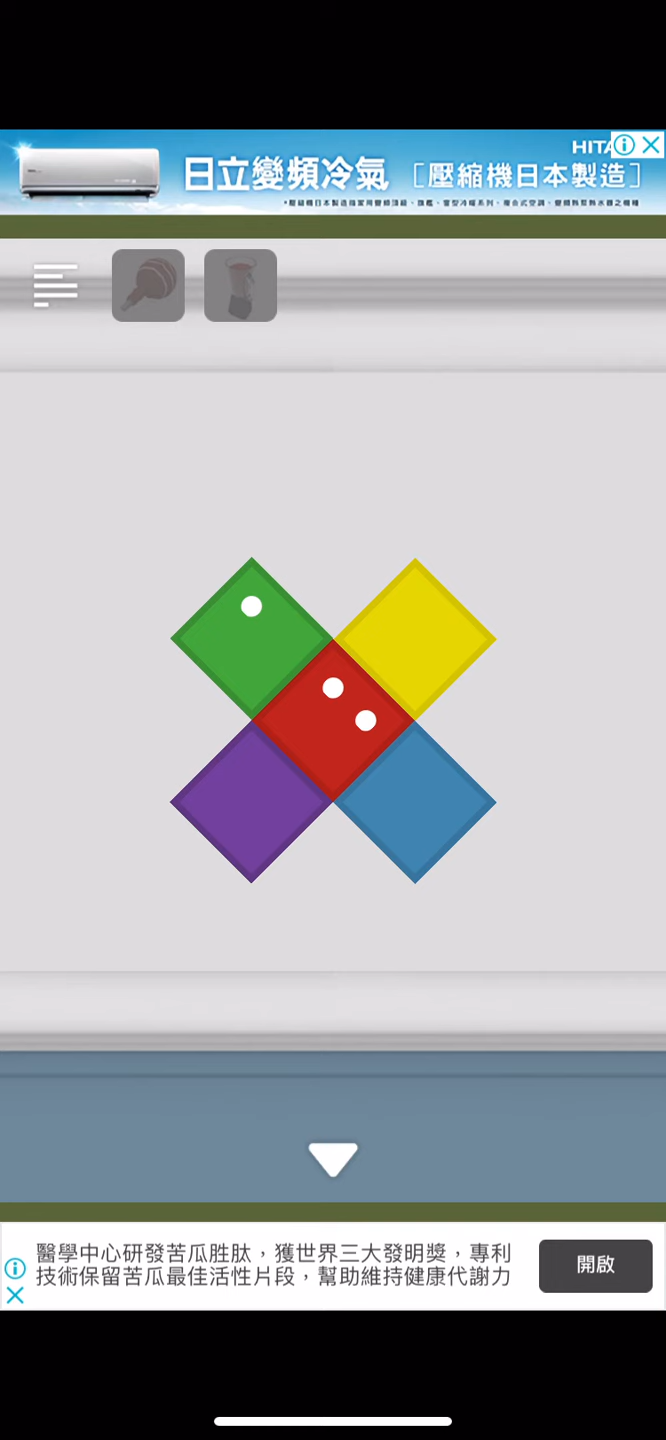 HITA
日立變頻冷氣
［壓縮機日本製造］
醫學中心研發苦瓜胜肽，獲世界三大發明獎，專利
技術保留苦瓜最佳活性片段，幫助維持健康代謝力
開啟